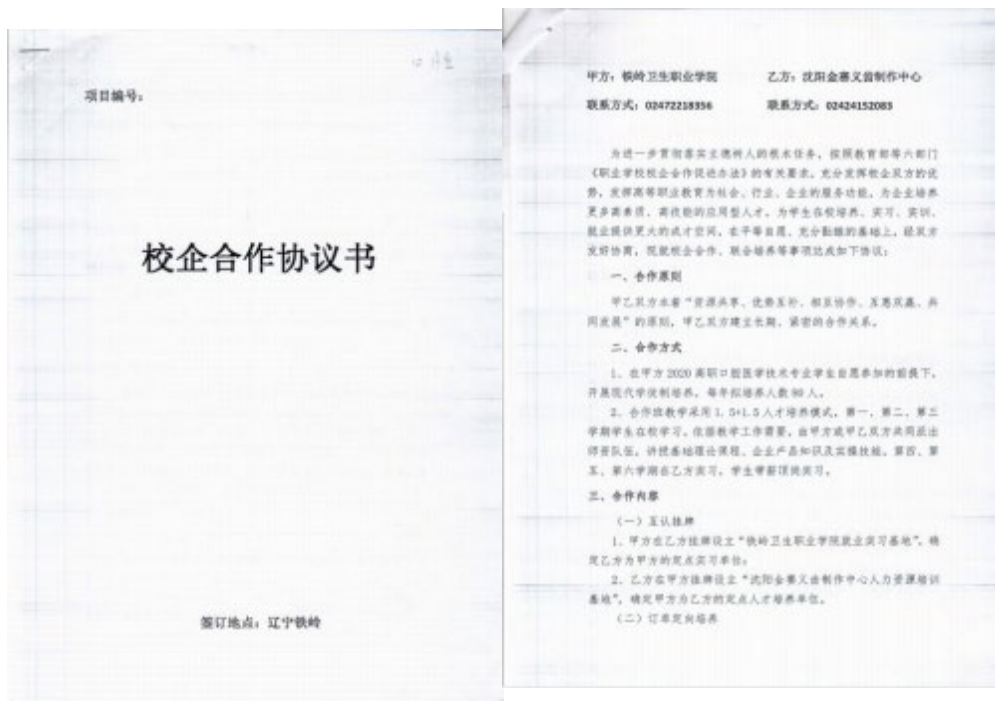 项目编号：
校企合作协议书
签订地点：辽宁铁岭
甲方：铁岭卫生职业学院 乙方：沈阳金赛义齿制作中心
联系方式：02472218356 联系方式：02424152083
为进一步贯彻落实立德树人的根本任务，按照教育部等六部门
《职业学校校企合作促进办法》的有关要求，充分发挥校企双方的优
势，发挥高等职业教育为社会、行业、企业的服务功能，为企业培养
更多高素质、高技能的应用型人才，为学生在校培养、实习、实训、
就业提供更大的成才空间，在平等自愿、充分酝酿的基础上，经双方
友好协商，现就校企合作、联合培养等事项达成如下协议：
一、合作原则
甲乙双方本着“资源共享、优势互补、相互协作、互惠双赢、共
同发展”的原则，甲乙双方建立长期、紧密的合作关系。
二、合作方式
1、在甲方 2020 高职口腔医学技术专业学生自愿参加的前提下，
开展现代学徒制培养，每年拟培养人数 人。
2、合作班教学采用 1.5+1.5 人才培养模式，第一、第二、第三
学期学生在校学习，依据教学工作需要，由甲方或甲乙双方共同派出
师资队伍，讲授基础理论课程、企业产品知识及实操技能。第四、第
五、第六学期在乙方实习，学生带薪顶岗实习。
三、合作内容
（一）互认挂牌
1、甲方在乙方挂牌设立“铁岭卫生职业学院就业实习基地”，确
定乙方为甲方的定点实习单位；
2、乙方在甲方挂牌设立“沈阳金赛义齿制作中心人力资源培训
基地”，确定甲方为乙方的定点人才培养单位。
（二）订单定向培养